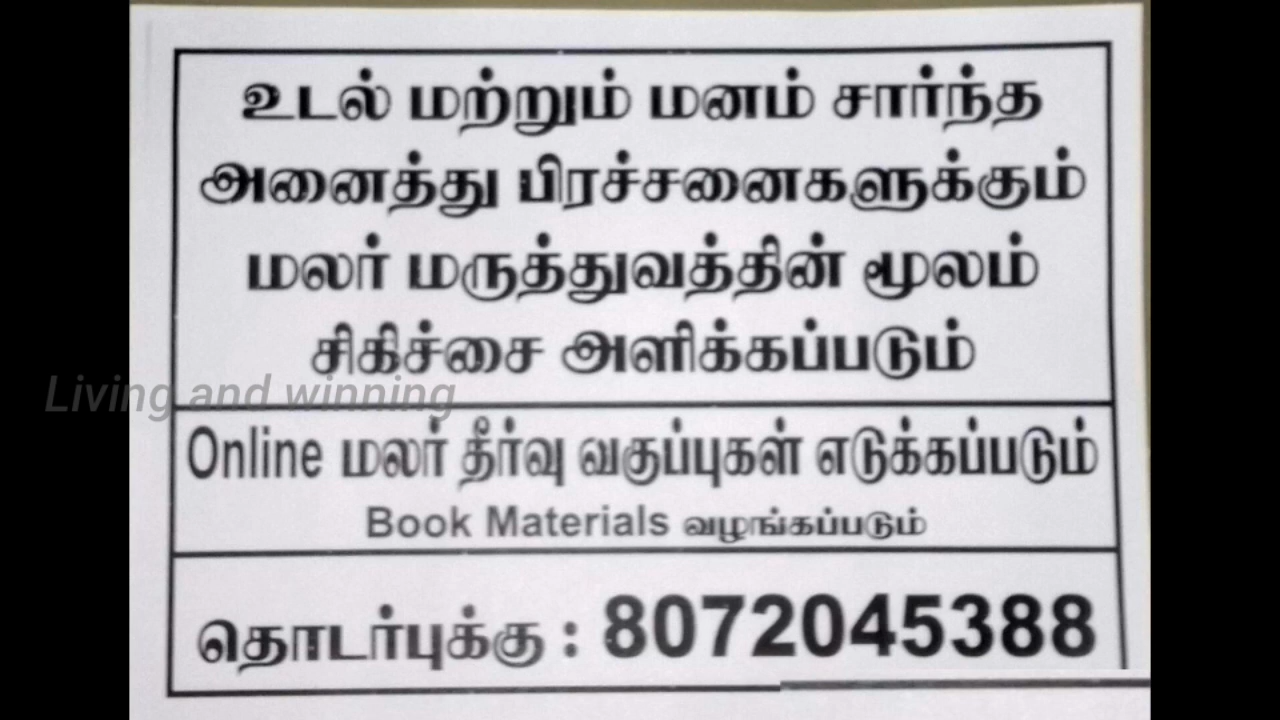 உடல் மற்றும் மனம் சார்ந்த
அனைத்து பிரச்சனைகளுக்கும்
மலர் மருத்துவத்தின் மூலம்
சிகிச்சை அளிக்கப்படும்
Living and winning
Online மலர் தீர்வு வகுப்புகள் எடுக்கப்படும்
Book Materials வழங்கப்படும்
தொடர்புக்கு : 8072045388